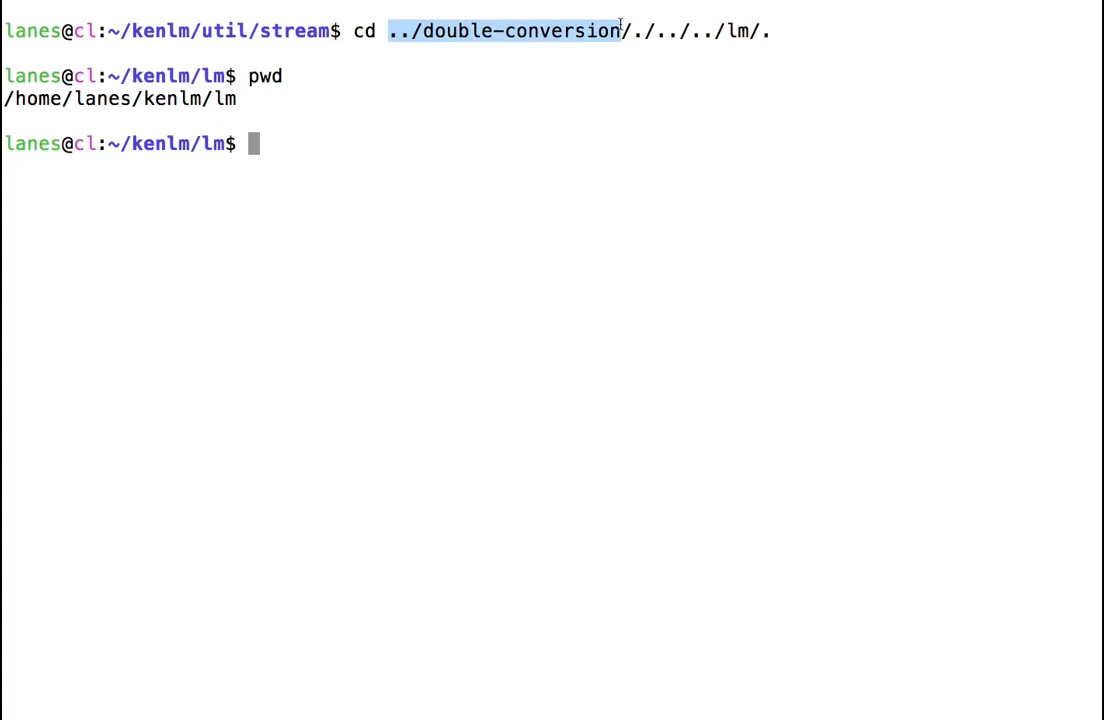 lanes@cl:~/kenlm/util/stream$ cd ../double-conversion/./../../lm/.
lanes@cl:~/kenlm/lm$ pwd
/home/lanes/kenlm/lm
lanes@cl:~/kenlm/lm$